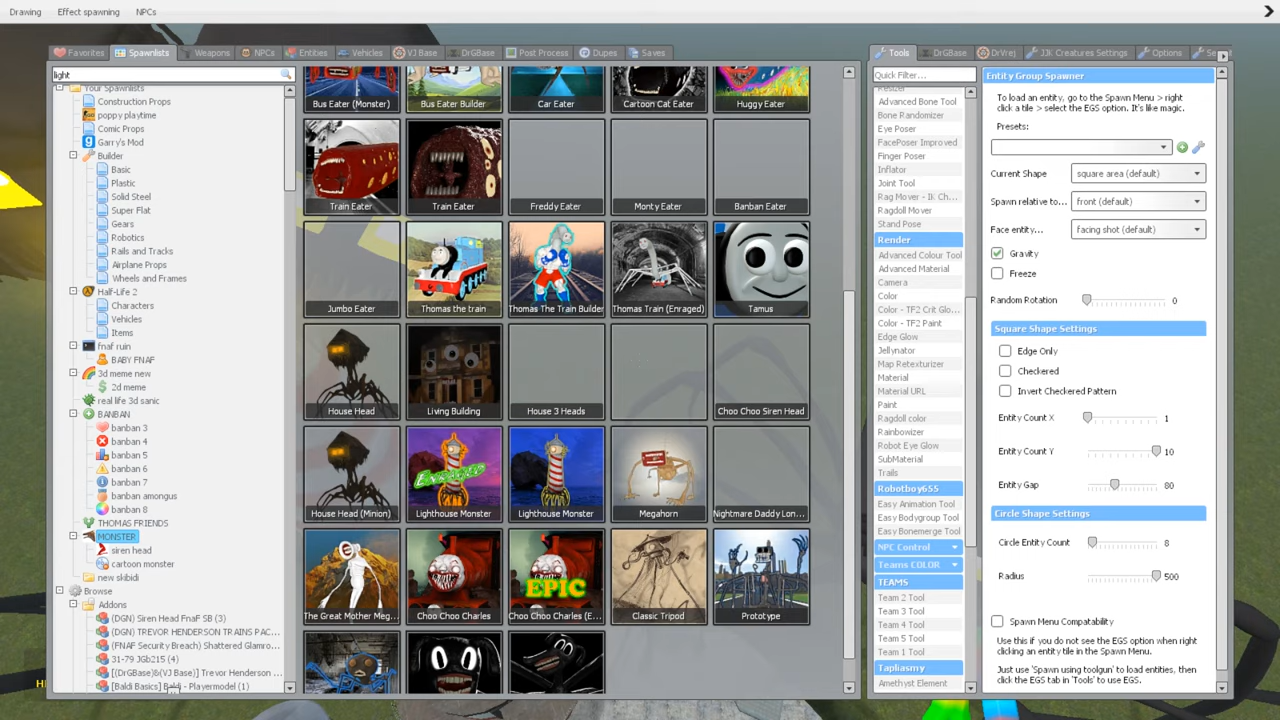 Drawing Effect spawning NPCs
Favorites Spawnlists Weapons NPCs Entities Vehicles VJ Base DrGBase Post Process Dupes Saves
light
Your Spawnlists
Construction Props
poppy playtime
Comic Props
Garry's Mod
Builder
Basic
Plastic
Solid Steel
Super Flat
Gears
Robotics
Rails and Tracks
Airplane Props
Wheels and Frames
Half-Life 2
Characters
Vehicles
Items
fnaf ruin
BABY FNAF
3d meme new
2d meme
real life 3d sanic
BANBAN
banban 3
banban 4
banban 5
banban 6
banban 7
banban amongus
banban 8
THOMAS FRIENDS
MONSTER
siren head
cartoon monster
new skibidi
Browse
Addons
(DGN) Siren Head FnaF SB (3)
(DGN) TREVOR HENDERSON TRAINS PAC...
(FNAF Security Breach) Shattered Glamro...
31-79 JGb215 (4)
[(DrGBase)&(VJ Base)] Trevor Henderson ...
[Baldi Basics] Baldi - Playermodel (1)
Bus Eater (Monster) Bus Eater Builder Car Eater Cartoon Cat Eater Huggy Eater
Train Eater Train Eater Freddy Eater Monty Eater Banban Eater
Jumbo Eater Thomas the train Thomas The Train Builder Thomas Train (Enraged) Tamus
House Head Living Building House 3 Heads Choo Choo Siren Head
House Head (Minion) Lighthouse Monster Lighthouse Monster Megahorn Nightmare Daddy Lon...
EPIC
The Great Mother Meg... Choo Choo Charles Choo Choo Charles (E... Classic Tripod Prototype
Tools DrGBase DrVrej JJK Creatures Settings Options
Quick Filter...
Advanced Bone Tool
Bone Randomizer
Eye Poser
FacePoser Improved
Finger Poser
Inflator
Joint Tool
Rag Mover - IK Ch...
Ragdoll Mover
Stand Pose
Render
Advanced Colour Tool
Advanced Material
Camera
Color
Color - TF2 Crit Glo...
Color - TF2 Paint
Edge Glow
Jellynator
Map Retexturizer
Material
Material URL
Paint
Ragdoll color
Rainbowizer
Robot Eye Glow
SubMaterial
Trails
Robotboy655
Easy Animation Tool
Easy Bodygroup Tool
Easy Bonemerge Tool
NPC Control
Teams COLOR
TEAMS
Team 2 Tool
Team 3 Tool
Team 4 Tool
Team 5 Tool
Team 1 Tool
Tapliasmy
Amethyst Element
Entity Group Spawner
To load an entity, go to the Spawn Menu > right
click a tile > select the EGS option. It's like magic.
Presets:
Current Shape square area (default)
Spawn relative to... front (default)
Face entity... facing shot (default)
Gravity
Freeze
Random Rotation 0
Square Shape Settings
Edge Only
Checkered
Invert Checkered Pattern
Entity Count X 1
Entity Count Y 10
Entity Gap 80
Circle Shape Settings
Circle Entity Count 8
Radius 500
Spawn Menu Compatability
Use this if you do not see the EGS option when right
clicking an entity tile in the Spawn Menu.
Just use 'Spawn using toolgun' to load entities, then
click the EGS tab in 'Tools' to use EGS.